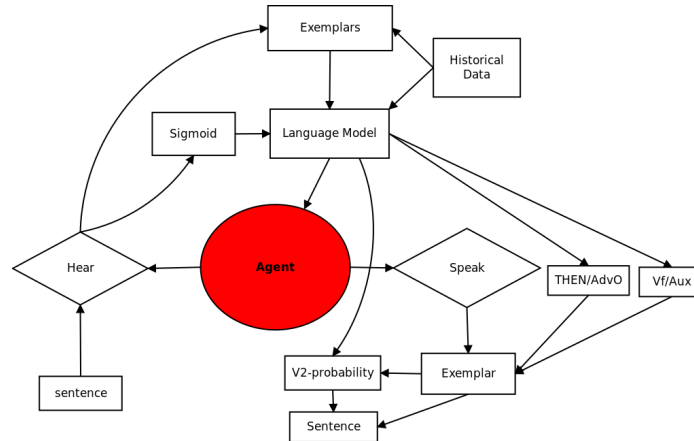 Exemplars
Historical
Data
Sigmoid
Language Model
Hear
Agent
Speak
THEN/AdvO
Vf/Aux
sentence
V2-probability
Exemplar
Sentence